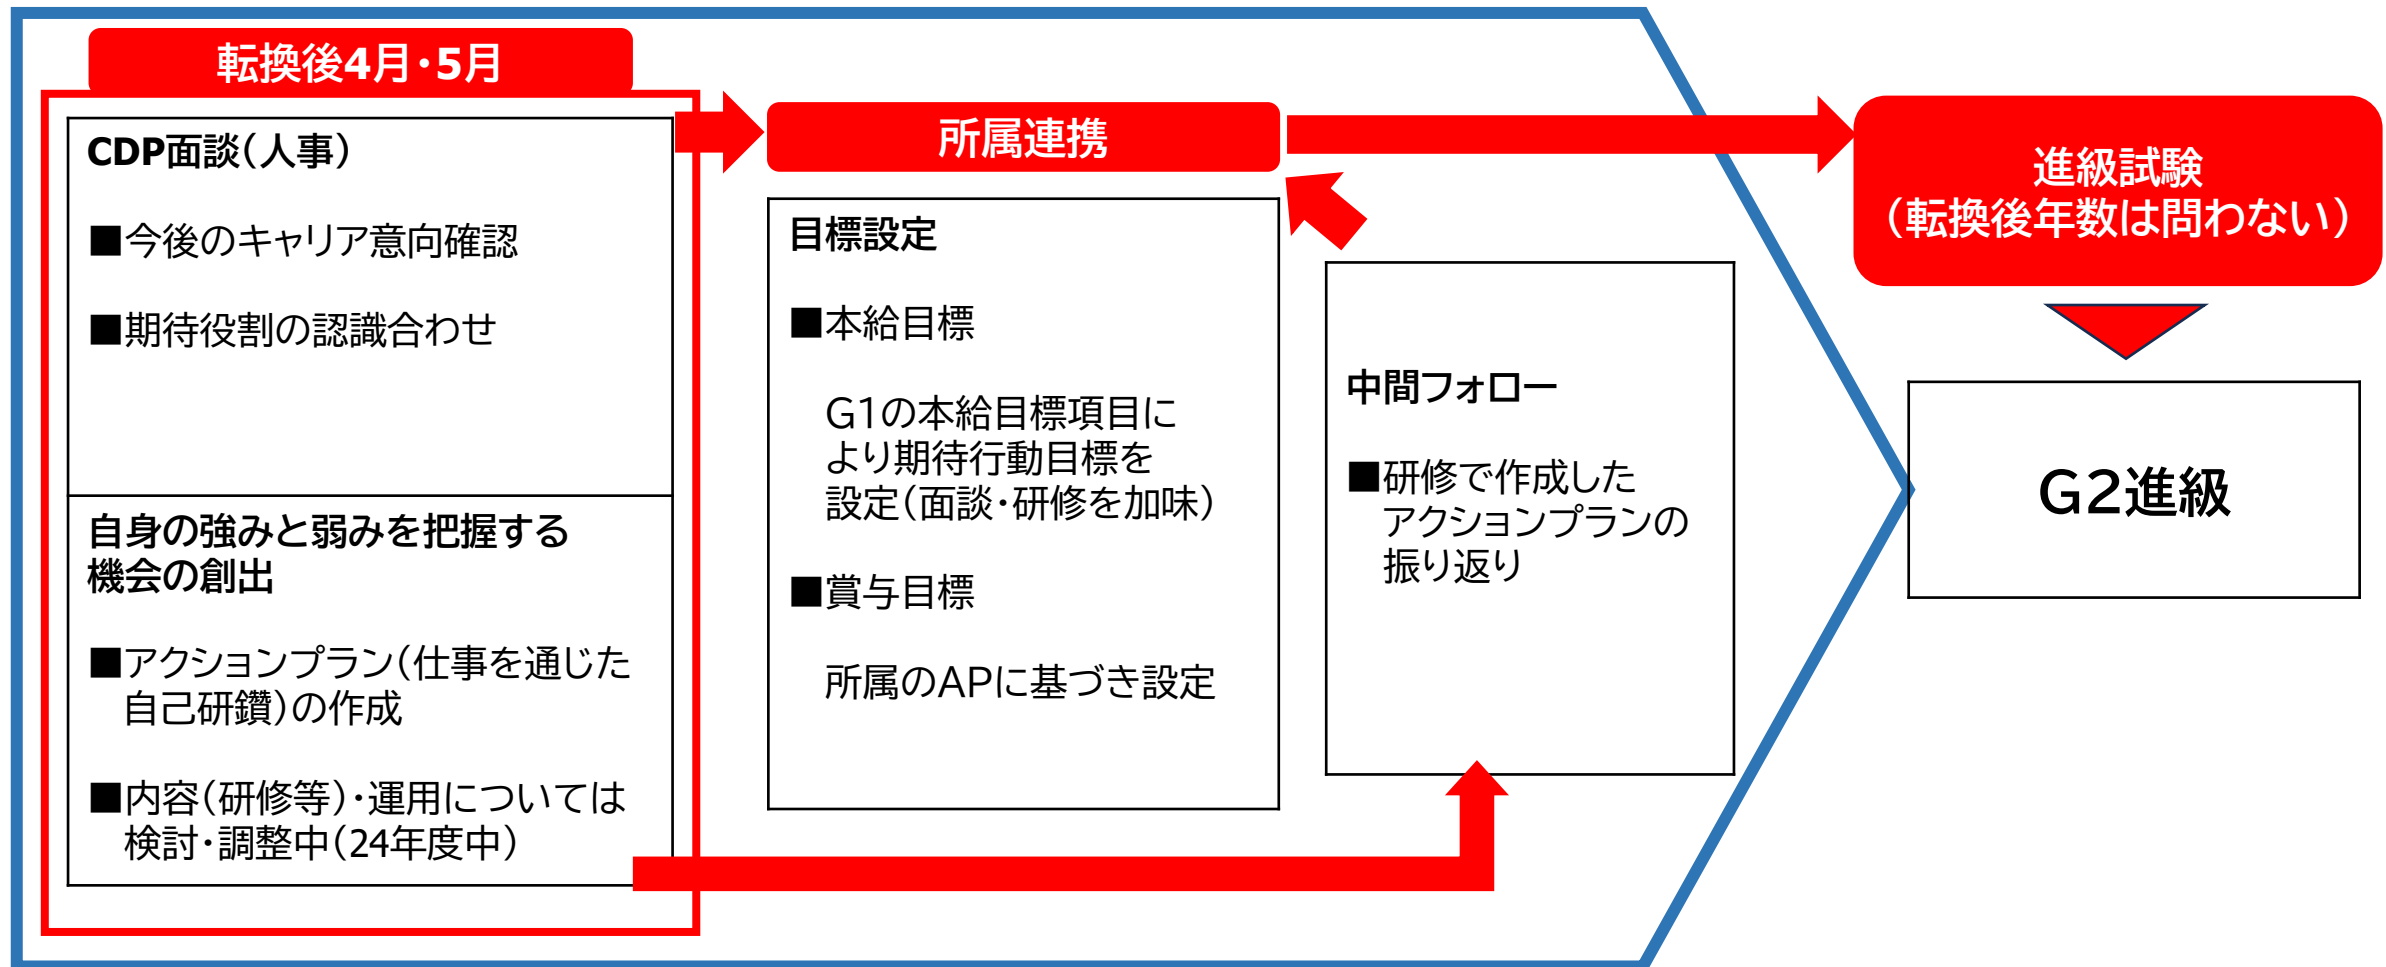 転換後4月・5月
CDP面談（人事）
■今後のキャリア意向確認
■期待役割の認識合わせ
自身の強みと弱みを把握する
機会の創出
■アクションプラン（仕事を通じた
自己研鑽）の作成
■内容（研修等）・運用については
検討・調整中（24年度中）
所属連携
目標設定
■本給目標
G1の本給目標項目に
より期待行動目標を
設定（面談・研修を加味）
■賞与目標
所属のAPに基づき設定
中間フォロー
■研修で作成した
アクションプランの
振り返り
進級試験
（転換後年数は問わない）
G2進級